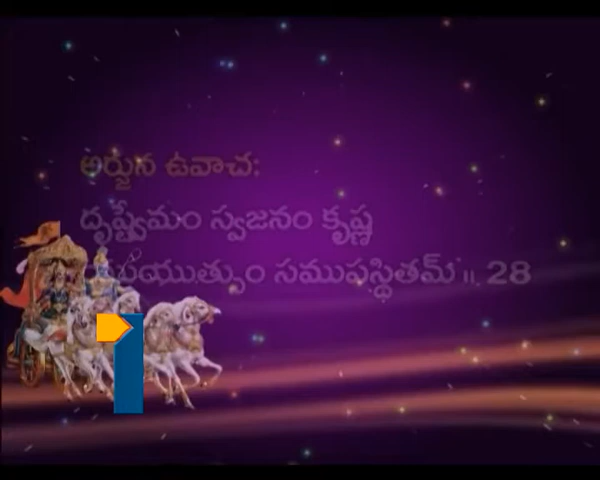 అర్జున ఉవాచ:
దృష్ట్వేమం స్వజనం కృష్ణ
యుయుత్సుం సముపస్థితమ్ ॥ 28